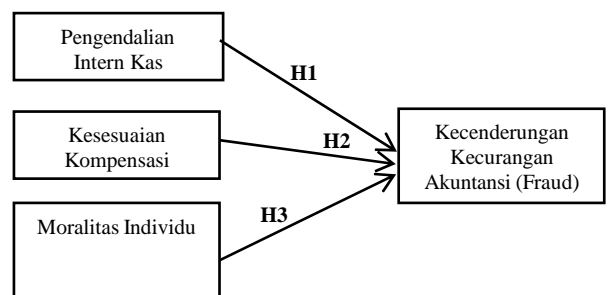 Pengendalian
Intern Kas
H1
Kesesuaian
Kompensasi
H2
Kecenderungan
Kecurangan
Akuntansi (Fraud)
Moralitas Individu
H3